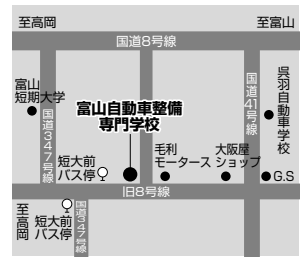 至高岡
至富山
国道8号線
富山
短期大学
国道347号線
富山自動車整備
専門学校
国道41号線
呉羽自動車学校
短大前
バス停
毛利
モータース
大阪屋
ショップ
G.S
旧8号線
至高岡
短大前
バス停
国道347号線